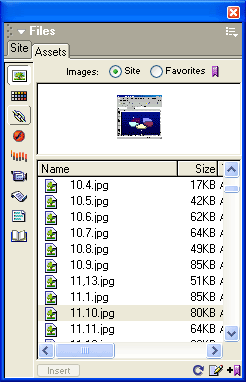 Files
Site Assets
Images: Site Favorites
Name Size
10.4.jpg 17KB
10.5.jpg 42KB
10.6.jpg 62KB
10.7.jpg 64KB
10.8.jpg 49KB
10.9.jpg 85KB
11,13.jpg 51KB
11.1.jpg 85KB
11.10.jpg 80KB
11.11.jpg 64KB
Insert